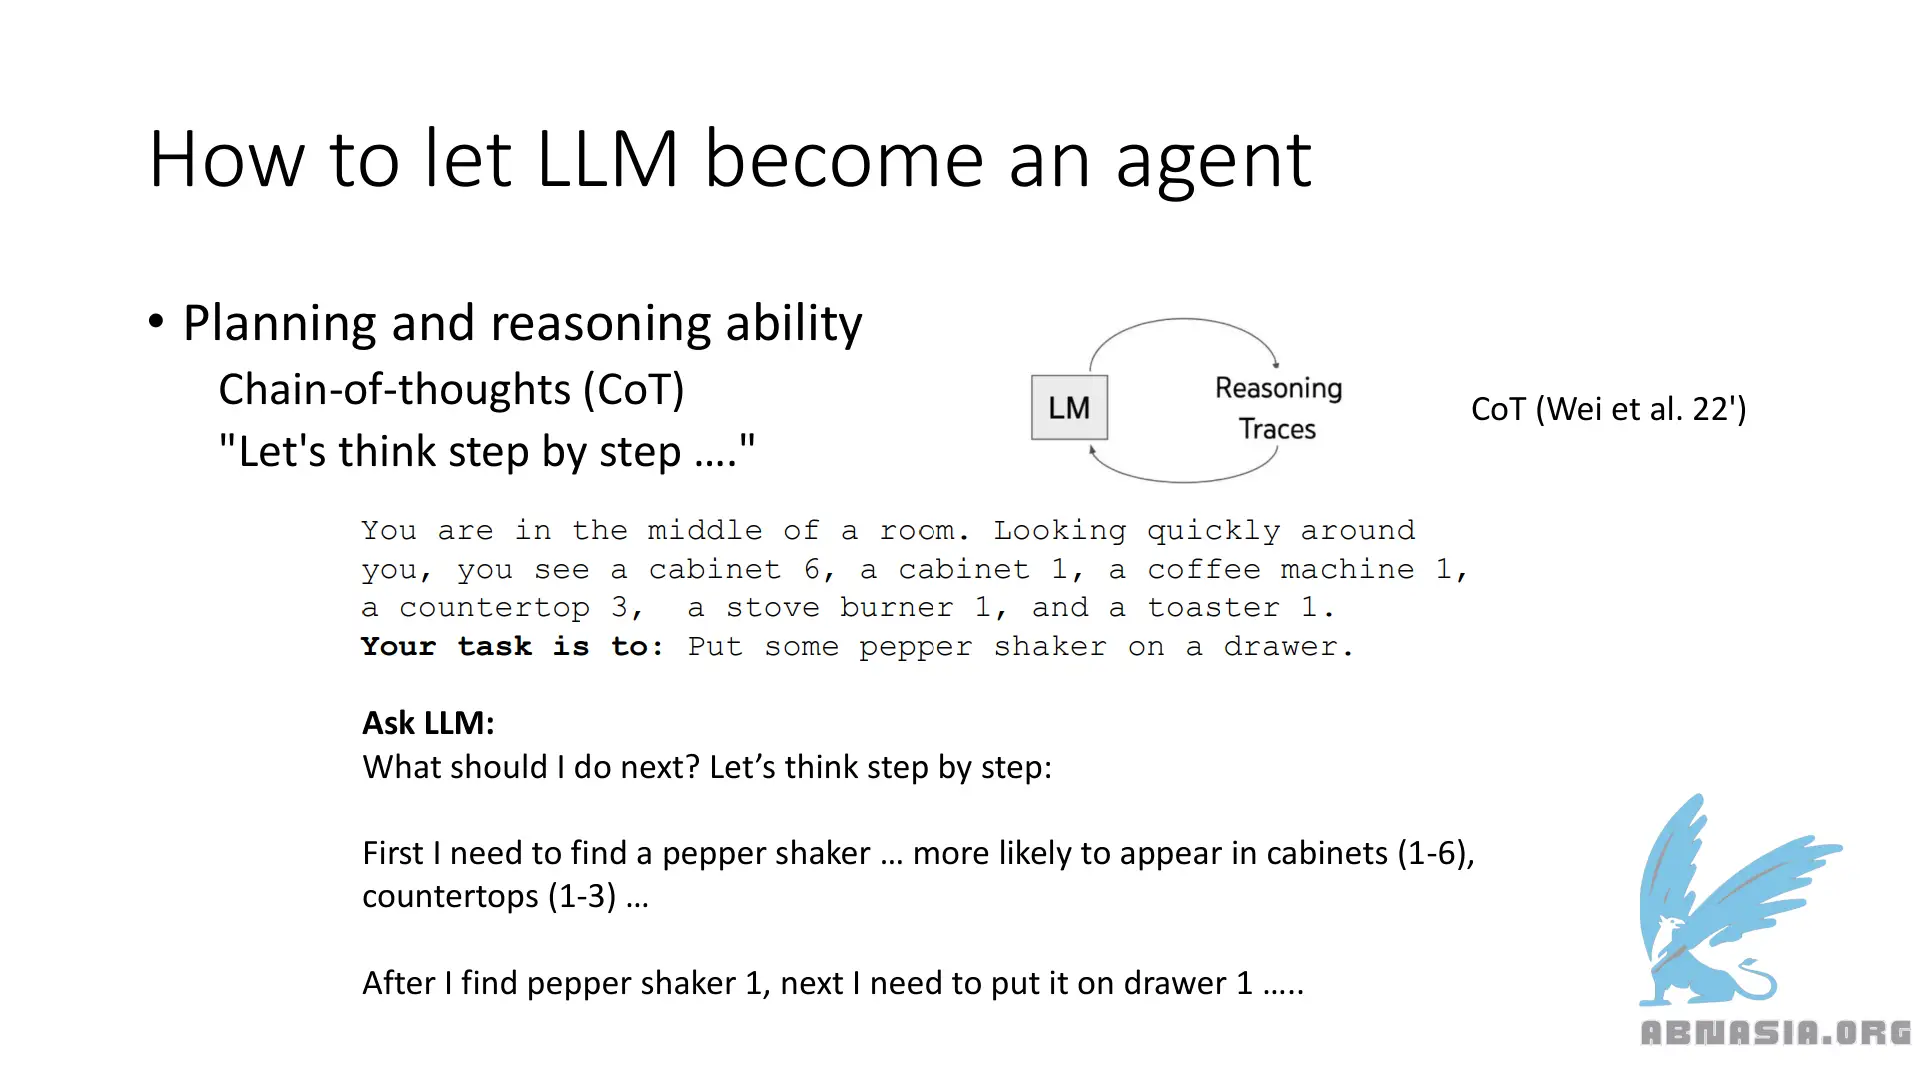 How to let LLM become an agent
• Planning and reasoning ability
Chain-of-thoughts (CoT)
"Let's think step by step …."
LM
Reasoning
Traces
CoT (Wei et al. 22')
You are in the middle of a room. Looking quickly around
you, you see a cabinet 6, a cabinet 1, a coffee machine 1,
a countertop 3,  a stove burner 1, and a toaster 1.
Your task is to: Put some pepper shaker on a drawer.
Ask LLM:
What should I do next? Let’s think step by step:
First I need to find a pepper shaker … more likely to appear in cabinets (1-6),
countertops (1-3) …
After I find pepper shaker 1, next I need to put it on drawer 1 …..
ABNASIA.ORG